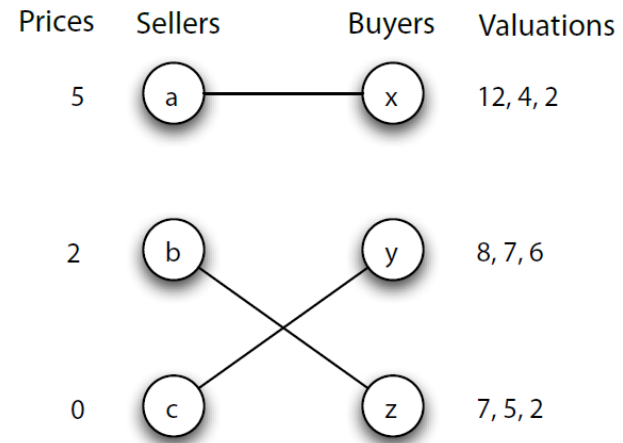 Prices Sellers Buyers Valuations
5 a x 12, 4, 2
2 b y 8, 7, 6
0 c z 7, 5, 2